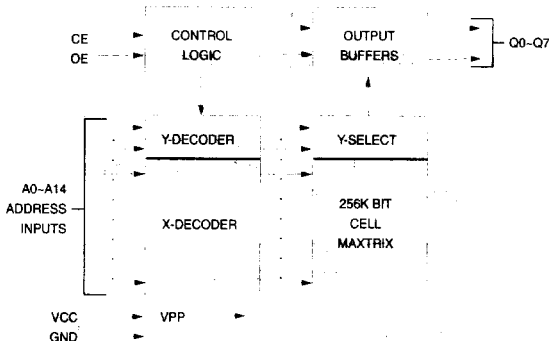 CE
OE
CONTROL
LOGIC
OUTPUT
BUFFERS
Q0~Q7
Y-DECODER
Y-SELECT
A0~A14
ADDRESS
INPUTS
X-DECODER
256K BIT
CELL
MAXTRIX
VCC
GND
VPP